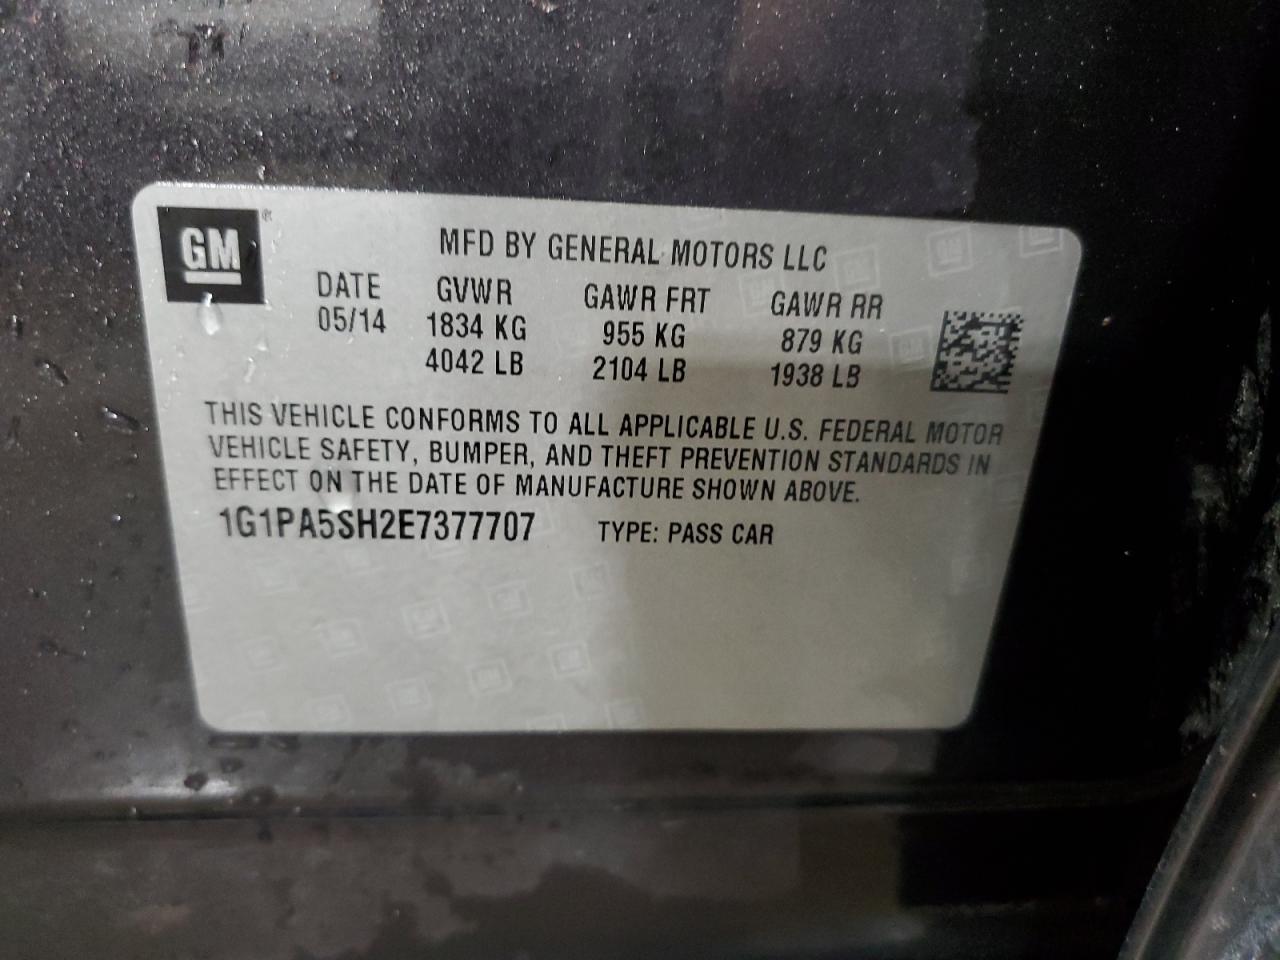 GM ®
MFD BY GENERAL MOTORS LLC
DATE GVWR GAWR FRT GAWR RR
05/14 1834 KG 955 KG 879 KG
4042 LB 2104 LB 1938 LB
THIS VEHICLE CONFORMS TO ALL APPLICABLE U.S. FEDERAL MOTOR
VEHICLE SAFETY, BUMPER, AND THEFT PREVENTION STANDARDS IN
EFFECT ON THE DATE OF MANUFACTURE SHOWN ABOVE.
1G1PA5SH2E7377707 TYPE: PASS CAR